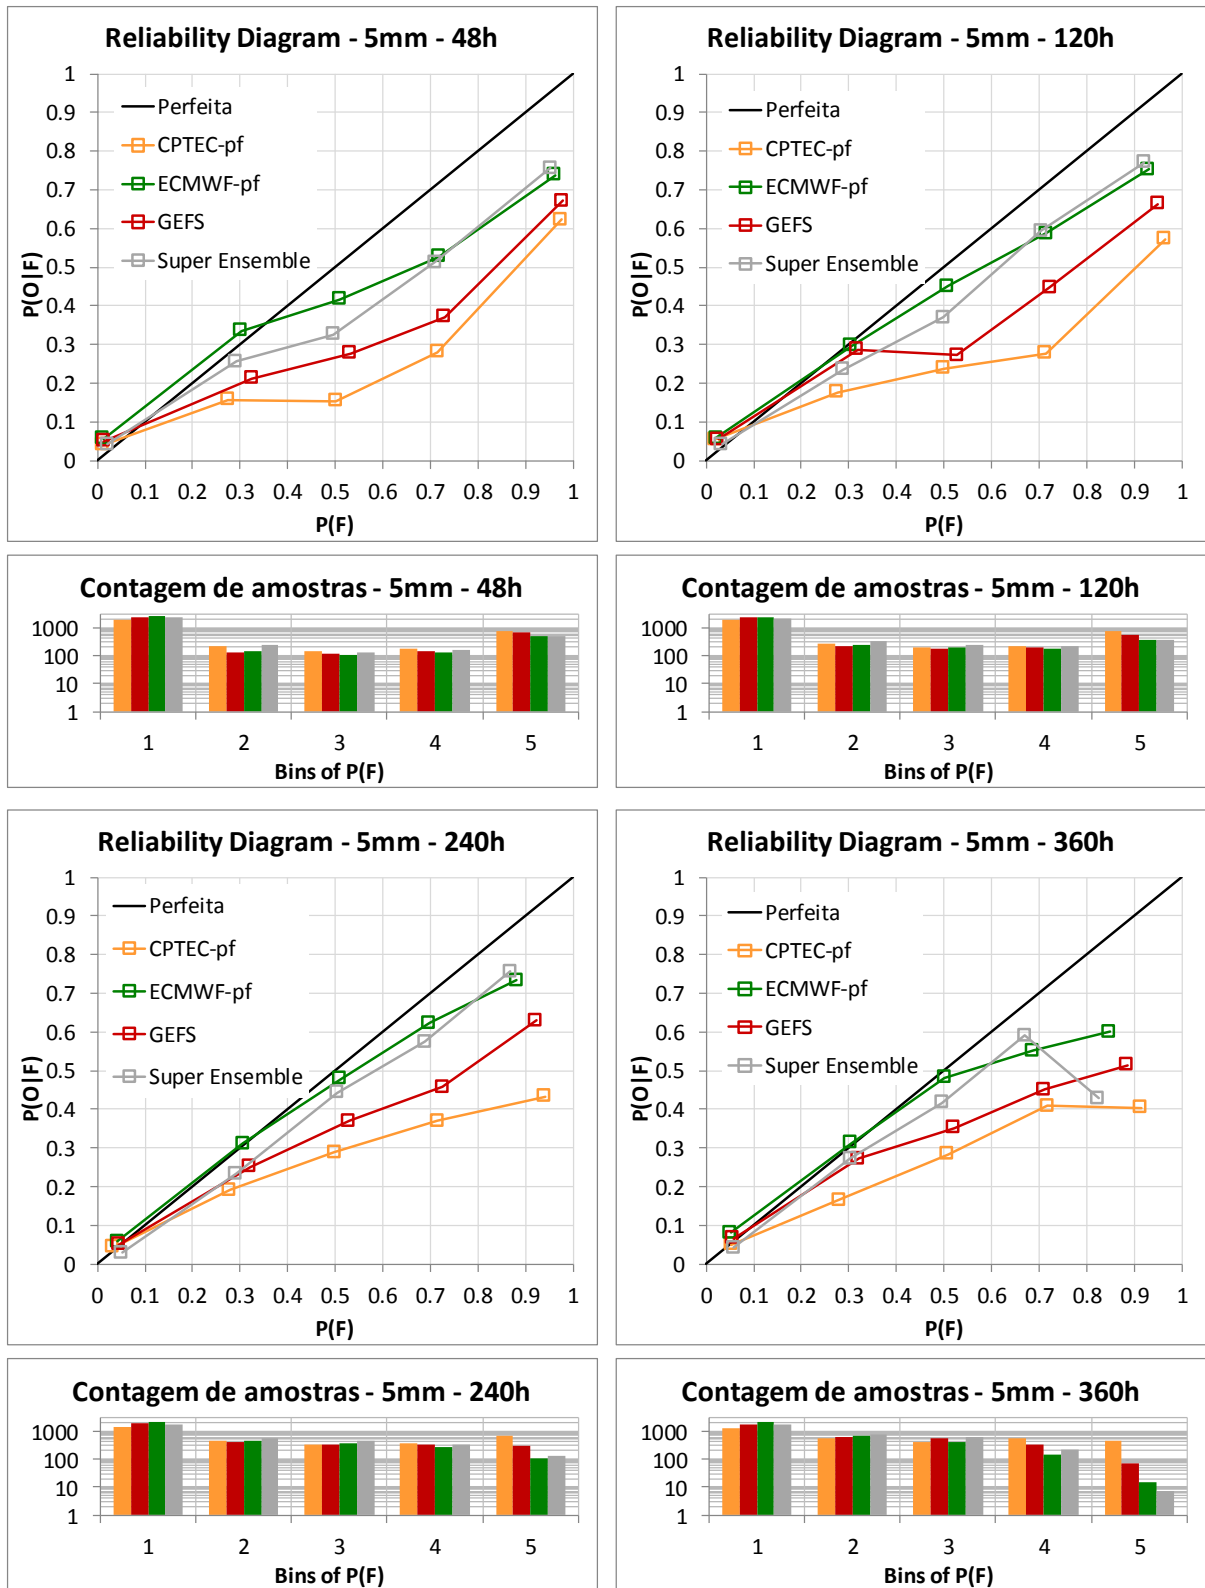 Reliability Diagram - 5mm - 48h
1
0.9
0.8
0.7
0.6
0.5
0.4
0.3
0.2
0.1
0
P(O|F)
Perfeita
CPTEC-pf
ECMWF-pf
GEFS
Super Ensemble
0 0.1 0.2 0.3 0.4 0.5 0.6 0.7 0.8 0.9 1
P(F)
Reliability Diagram - 5mm - 120h
1
0.9
0.8
0.7
0.6
0.5
0.4
0.3
0.2
0.1
0
P(O|F)
Perfeita
CPTEC-pf
ECMWF-pf
GEFS
Super Ensemble
0 0.1 0.2 0.3 0.4 0.5 0.6 0.7 0.8 0.9 1
P(F)
Contagem de amostras - 5mm - 48h
1000
100
10
1
1 2 3 4 5
Bins of P(F)
Contagem de amostras - 5mm - 120h
1000
100
10
1
1 2 3 4 5
Bins of P(F)
Reliability Diagram - 5mm - 240h
1
0.9
0.8
0.7
0.6
0.5
0.4
0.3
0.2
0.1
0
P(O|F)
Perfeita
CPTEC-pf
ECMWF-pf
GEFS
Super Ensemble
0 0.1 0.2 0.3 0.4 0.5 0.6 0.7 0.8 0.9 1
P(F)
Reliability Diagram - 5mm - 360h
1
0.9
0.8
0.7
0.6
0.5
0.4
0.3
0.2
0.1
0
P(O|F)
Perfeita
CPTEC-pf
ECMWF-pf
GEFS
Super Ensemble
0 0.1 0.2 0.3 0.4 0.5 0.6 0.7 0.8 0.9 1
P(F)
Contagem de amostras - 5mm - 240h
1000
100
10
1
1 2 3 4 5
Bins of P(F)
Contagem de amostras - 5mm - 360h
1000
100
10
1
1 2 3 4 5
Bins of P(F)